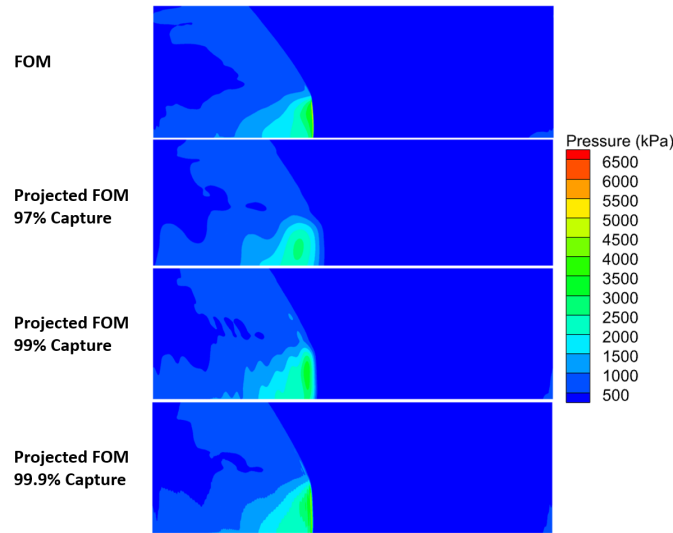 FOM
Projected FOM
97% Capture
Projected FOM
99% Capture
Projected FOM
99.9% Capture
Pressure (kPa)
6500
6000
5500
5000
4500
4000
3500
3000
2500
2000
1500
1000
500